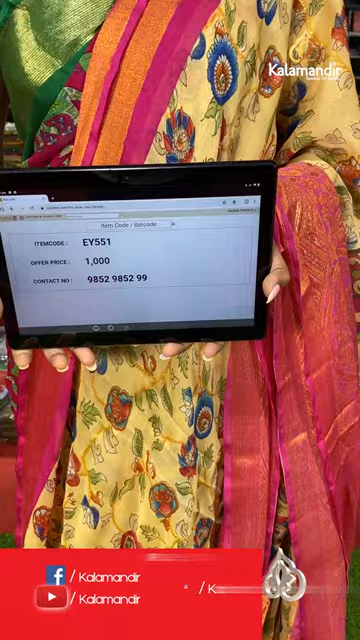 Kalamandir
Item Code / Barcode
ITEMCODE : EY551
OFFER PRICE : 1,000
CONTACT NO : 9852 9852 99
/ Kalamandir
/ Kalamandir
/ K